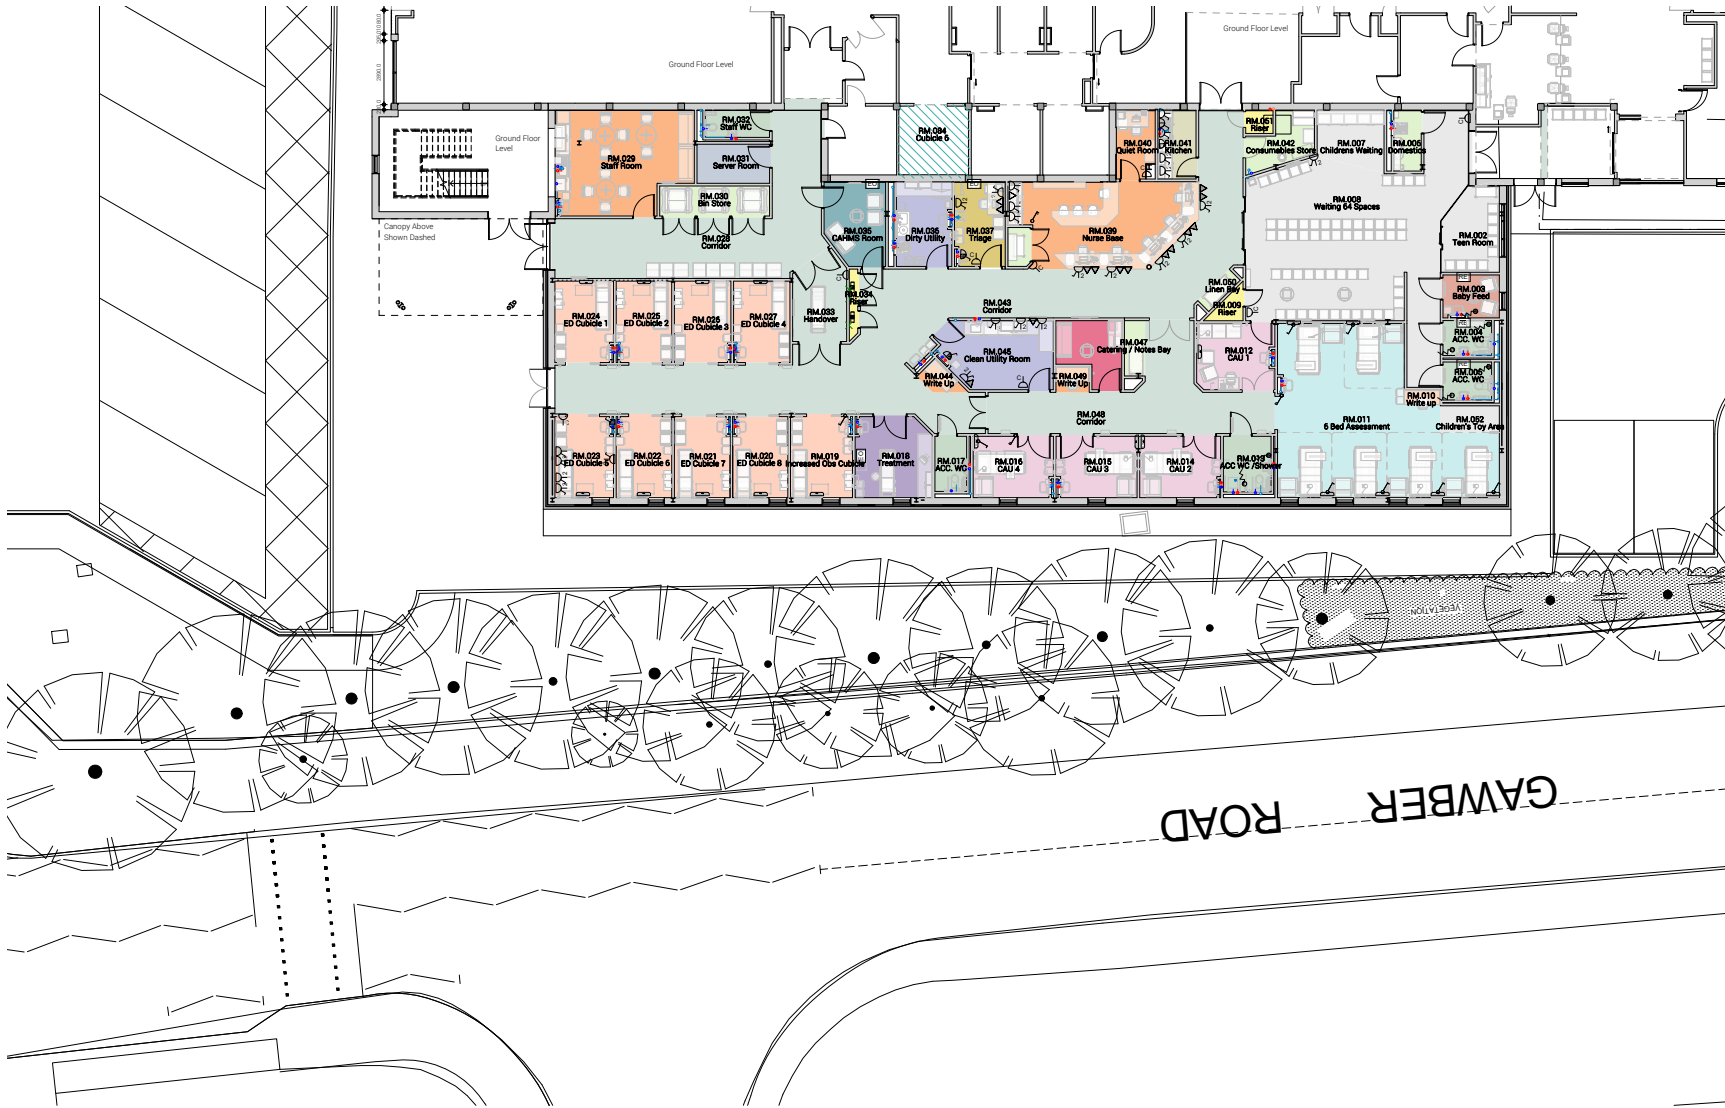 Ground Floor Level
Ground Floor Level
Ground Floor
Level
RM.029
Staff Room
RM.032
Staff WC
RM.031
Server Room
RM.030
Bin Store
RM.084
Cubicle 6
RM.040
Quiet Room
RM.041
Kitchen
RM.051
Riser
RM.042
Consumables Store
RM.007
Childrens Waiting
Domestics
RM.008
Waiting 64 Spaces
RM.002
Teen Room
Canopy Above
Shown Dashed
Corridor
RM.035
CAHMS Room
RM.036
Dirty Utility
RM.037
Triage
RM.039
Nurse Base
RM.003
Baby Feed
RM.004
ACC. WC
ACC. WC
RM.024
ED Cubicle 1
RM.025
ED Cubicle 2
RM.026
ED Cubicle 3
RM.027
ED Cubicle 4
RM.033
Handover
RM.034
Riser
RM.043
Corridor
RM.050
Linen Bay
RM.009
Riser
Clean Utility Room
RM.047
Catering / Notes Bay
RM.012
CAU 1
RM.044
Write Up
RM.049
Write Up
RM.048
Corridor
RM.010
Write up
RM.011
6 Bed Assessment
RM.052
Children's Toy Area
RM.023
ED Cubicle 5
RM.022
ED Cubicle 6
RM.021
ED Cubicle 7
RM.020
ED Cubicle 8
RM.019
Increased Obs Cubicle
RM.018
Treatment
RM.017
ACC. WC
RM.016
CAU 4
RM.015
CAU 3
RM.014
CAU 2
RM.013
ACC WC /Shower
VEGETATION
GAWBER ROAD